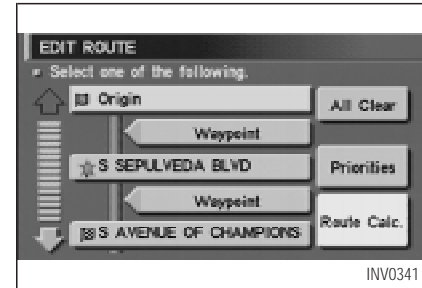 EDIT ROUTE
Select one of the following.
Origin
All Clear
Waypoint
S SEPULVEDA BLVD
Priorities
Waypoint
S AVENUE OF CHAMPIONS
Route Calc.
INV0341